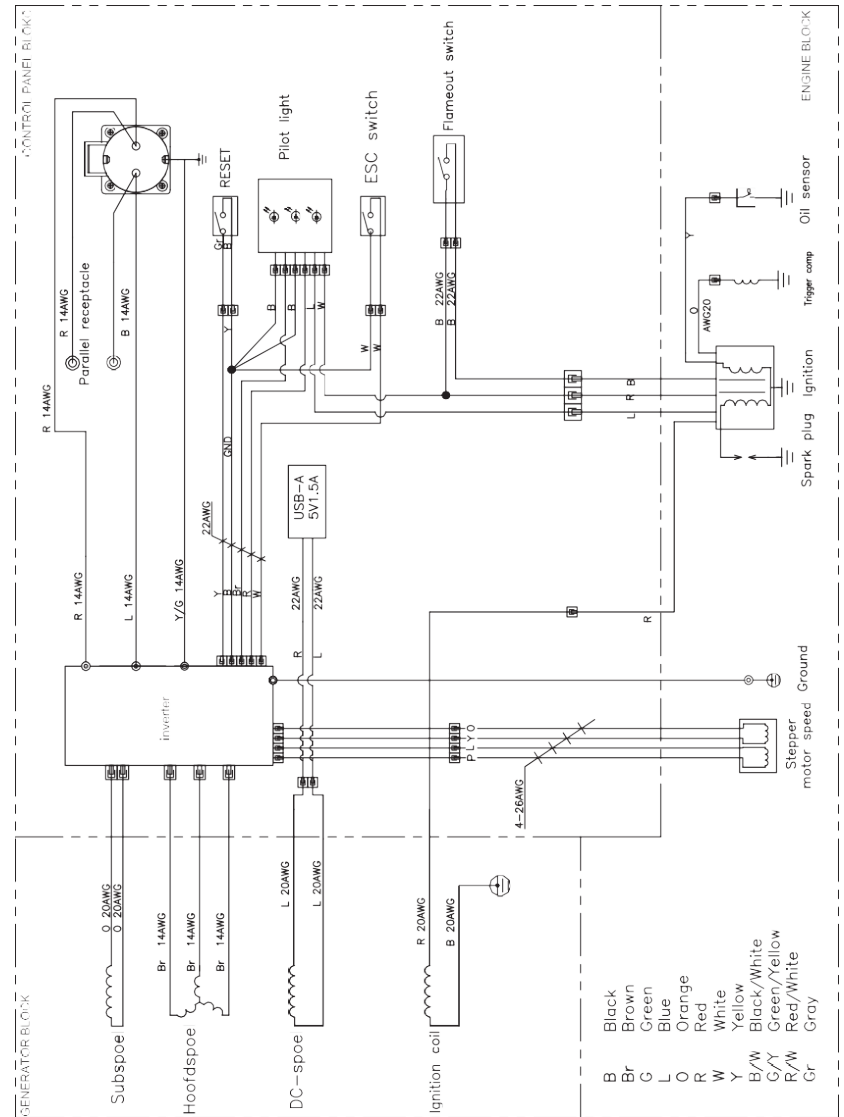 CONTROL PANEL BLOKC
ENGINE BLOCK
GENERATOR BLOCK
R 14AWG
Parallel receptacle
B 14AWG
R 14AWG
RESET
Gr
B
Pilot light
ESC switch
Flameout switch
Y
B
B
L
W
W
W
B 22AWG
B 22AWG
Oil sensor
Y
Trigger comp
O
AWG20
Ignition
Spark plug
B
R
L
GND
22AWG
USB-A
5V1.5A
R 14AWG
L 14AWG
Y/G 14AWG
Y
B
Br
R
W
22AWG
22AWG
R
L
R
inverter
Ground
P L Y O
Stepper
motor speed
4-26AWG
O 20AWG
O 20AWG
Br 14AWG
Br 14AWG
Br 14AWG
L 20AWG
L 20AWG
R 20AWG
B 20AWG
Subspoel
Hoofdspoe
DC-spoe
Ignition coil
B Black
Br Brown
G Green
L Blue
O Orange
R Red
W White
Y Yellow
B/W Black/White
G/Y Green/Yellow
R/W Red/White
Gr Gray